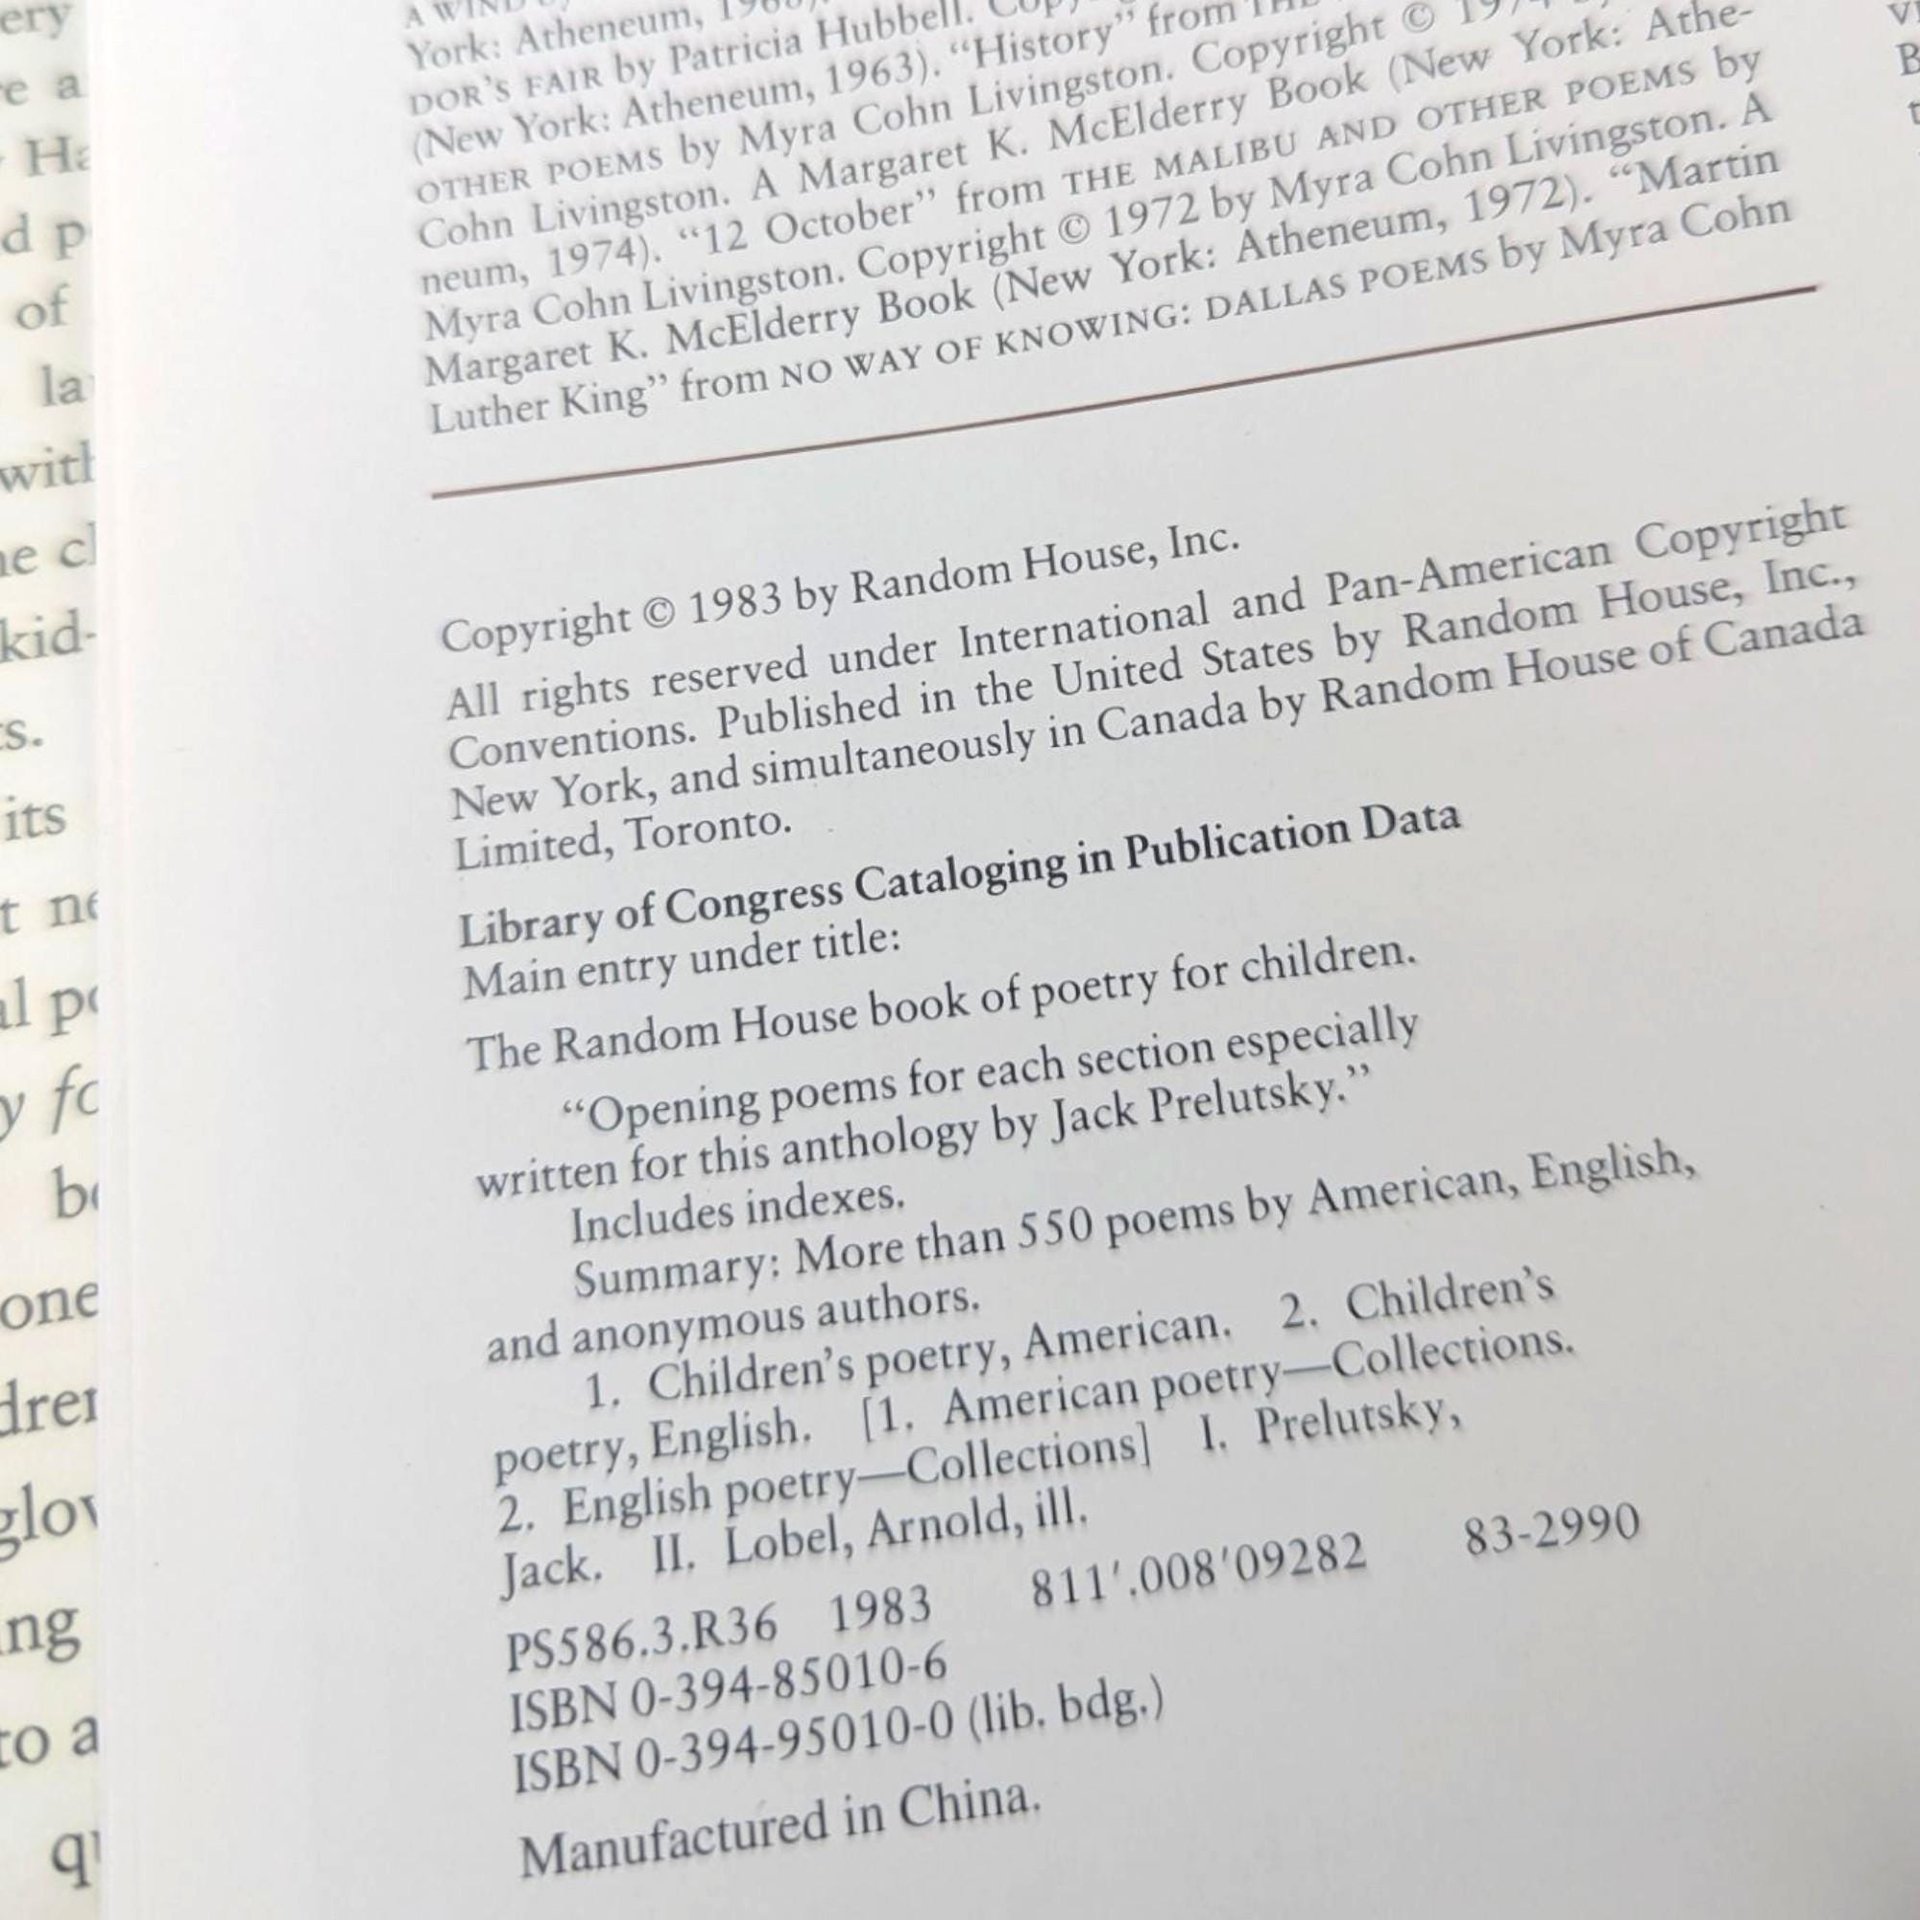 ery
York: Atheneum,
DOR'S FAIR by Patricia Hubbell.
(New York: Atheneum, 1963). “History” from
OTHER POEMS by Myra Cohn Livingston. Copyright ©
Cohn Livingston. A Margaret K. McElderry Book (New York: Athe-
neum, 1974). “12 October” from THE MALIBU AND OTHER POEMS by
Myra Cohn Livingston. Copyright © 1972 by Myra Cohn Livingston. A
Margaret K. McElderry Book (New York: Atheneum, 1972). “Martin
Luther King” from NO WAY OF KNOWING: DALLAS POEMS by Myra Cohn
Copyright © 1983 by Random House, Inc.
All rights reserved under International and Pan-American Copyright
Conventions. Published in the United States by Random House, Inc.,
New York, and simultaneously in Canada by Random House of Canada
Limited, Toronto.
Library of Congress Cataloging in Publication Data
Main entry under title:
The Random House book of poetry for children.
“Opening poems for each section especially
written for this anthology by Jack Prelutsky.”
Includes indexes.
Summary: More than 550 poems by American, English,
and anonymous authors.
1. Children's poetry, American. 2. Children's
poetry, English. [1. American poetry—Collections.
2. English poetry—Collections] I. Prelutsky,
Jack. II. Lobel, Arnold, ill.
PS586.3.R36 1983 811'.008'09282 83-2990
ISBN 0-394-85010-6
ISBN 0-394-95010-0 (lib. bdg.)
Manufactured in China.